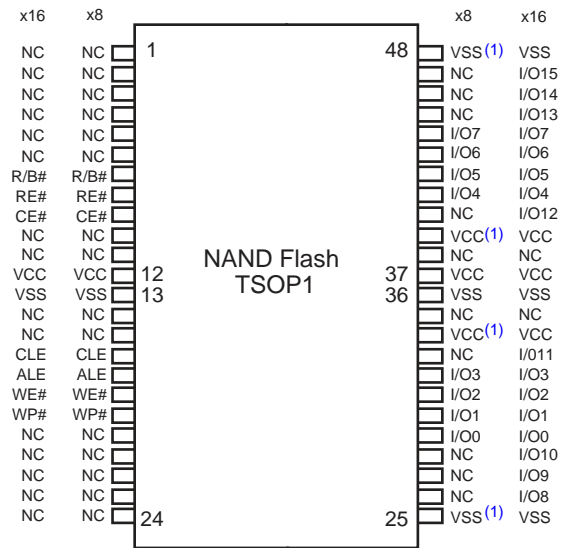 x16 x8 x8 x16
NC NC 1 48 VSS(1) VSS
NC NC NC I/O15
NC NC NC I/O14
NC NC NC I/O13
NC NC I/O7 I/O7
NC NC I/O6 I/O6
R/B# R/B# I/O5 I/O5
RE# RE# I/O4 I/O4
CE# CE# NC I/O12
NC NC VCC(1) VCC
NC NC NAND Flash NC NC
VCC VCC 12 TSOP1 37 VCC VCC
VSS VSS 13 36 VSS VSS
NC NC NC NC
NC NC VCC(1) VCC
CLE CLE NC I/011
ALE ALE I/O3 I/O3
WE# WE# I/O2 I/O2
WP# WP# I/O1 I/O1
NC NC I/O0 I/O0
NC NC NC I/O10
NC NC NC I/O9
NC NC NC I/O8
NC NC 24 25 VSS(1) VSS